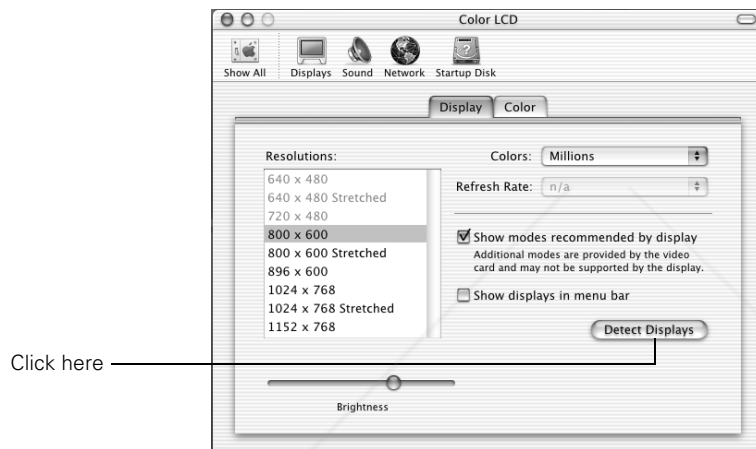 Color LCD
Show All
Displays
Sound
Network
Startup Disk
Display
Color
Resolutions:
640 x 480
640 x 480 Stretched
720 x 480
800 x 600
800 x 600 Stretched
896 x 600
1024 x 768
1024 x 768 Stretched
1152 x 768
Colors: Millions
Refresh Rate: n/a
Show modes recommended by display
Additional modes are provided by the video
card and may not be supported by the display.
Show displays in menu bar
Detect Displays
Click here
Brightness